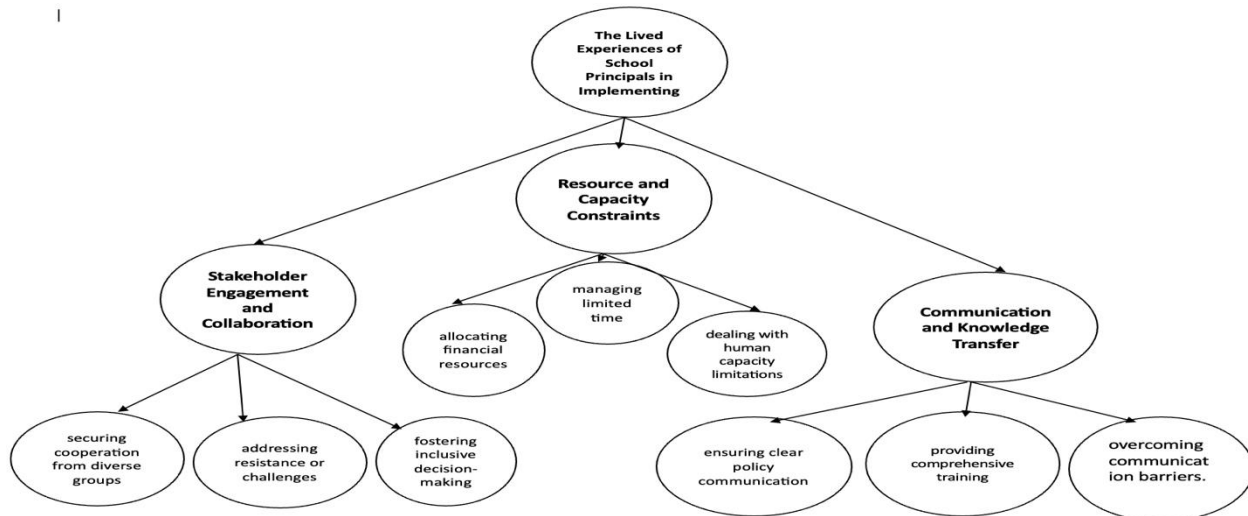 The Lived
Experiences of
School
Principals in
Implementing
Resource and
Capacity
Constraints
Stakeholder
Engagement
and
Collaboration
managing
limited
time
allocating
financial
resources
dealing with
human
capacity
limitations
Communication
and Knowledge
Transfer
securing
cooperation
from diverse
groups
addressing
resistance or
challenges
fostering
inclusive
decision-
making
ensuring clear
policy
communication
providing
comprehensive
training
overcoming
communicat
ion barriers.